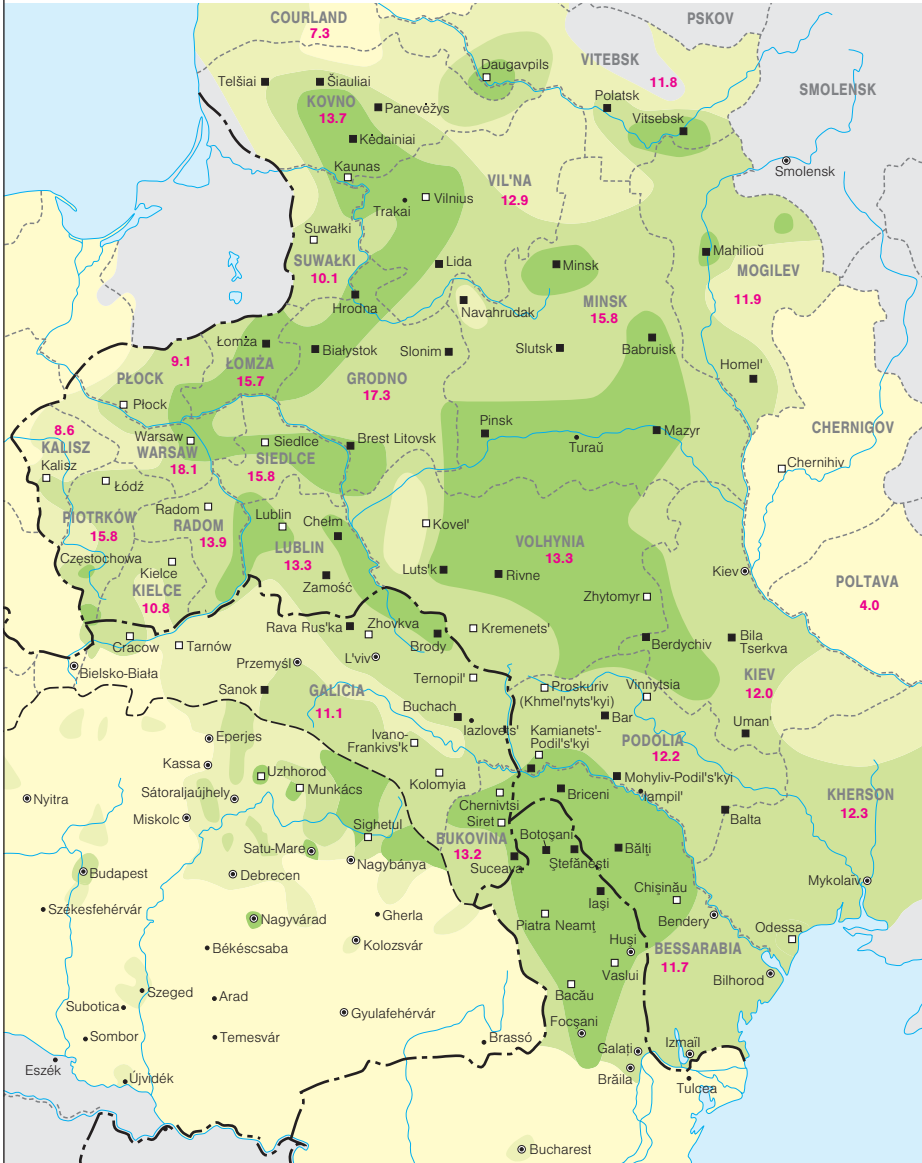 COURLAND
7.3
PSKOV
VITEBSK
11.8
Daugavpils
Telšiai
Šiauliai
KOVNO
13.7
Panevėžys
Polatsk
Vitsebsk
SMOLENSK
Kėdainiai
Kaunas
Smolensk
VIL'NA
12.9
Vilnius
Trakai
Suwałki
SUWAŁKI
10.1
Lida
Minsk
Mahilioŭ
MOGILEV
11.9
Hrodna
Navahrudak
MINSK
15.8
Łomża
ŁOMŻA
15.7
9.1
PŁOCK
Płock
Białystok
Slonim
Slutsk
Babruisk
Homel'
GRODNO
17.3
8.6
KALISZ
Kalisz
Warsaw
WARSAW
18.1
Siedlce
SIEDLCE
15.8
Brest Litovsk
Pinsk
Turaŭ
Mazyr
CHERNIGOV
Chernihiv
Łódź
PIOTRKÓW
15.8
Radom
RADOM
13.9
Lublin
LUBLIN
13.3
Chełm
Kovel'
VOLHYNIA
13.3
Częstochowa
Kielce
KIELCE
10.8
Zamość
Luts'k
Rivne
Kiev
POLTAVA
4.0
Zhytomyr
Rava Rus'ka
Zhovkva
Brody
Kremenets'
Berdychiv
Bila
Tserkva
Cracow
Tarnów
Bielsko-Biała
Przemyśl
L'viv
Sanok
GALICIA
11.1
Ternopil'
Proskuriv
(Khmel'nyts'kyi)
Vinnytsia
KIEV
12.0
Buchach
Iazlovets'
Bar
Uman'
Kamianets'-
Podil's'kyi
PODOLIA
12.2
Eperjes
Ivano-
Frankivs'k
Kassa
Uzhhorod
Munkács
Kolomyia
Mohyliv-Podil's'kyi
Iampil'
Nyitra
Sátoraljaújhely
Miskolc
Chernivtsi
Siret
Briceni
Balta
KHERSON
12.3
Sighetul
BUKOVINA
13.2
Botoşani
Ştefăneşti
Bălţi
Satu-Mare
Nagybánya
Suceava
Budapest
Debrecen
Chişinău
Mykolaiv
Iaşi
Székesfehérvár
Nagyvárad
Gherla
Piatra Neamţ
Bendery
Odessa
Békéscsaba
Kolozsvár
Huşi
BESSARABIA
11.7
Vaslui
Bilhorod
Szeged
Subotica
Arad
Bacău
Gyulafehérvár
Sombor
Temesvár
Focşani
Brassó
Eszék
Galaţi
Izmaïl
Újvidék
Brăila
Tulcea
Bucharest